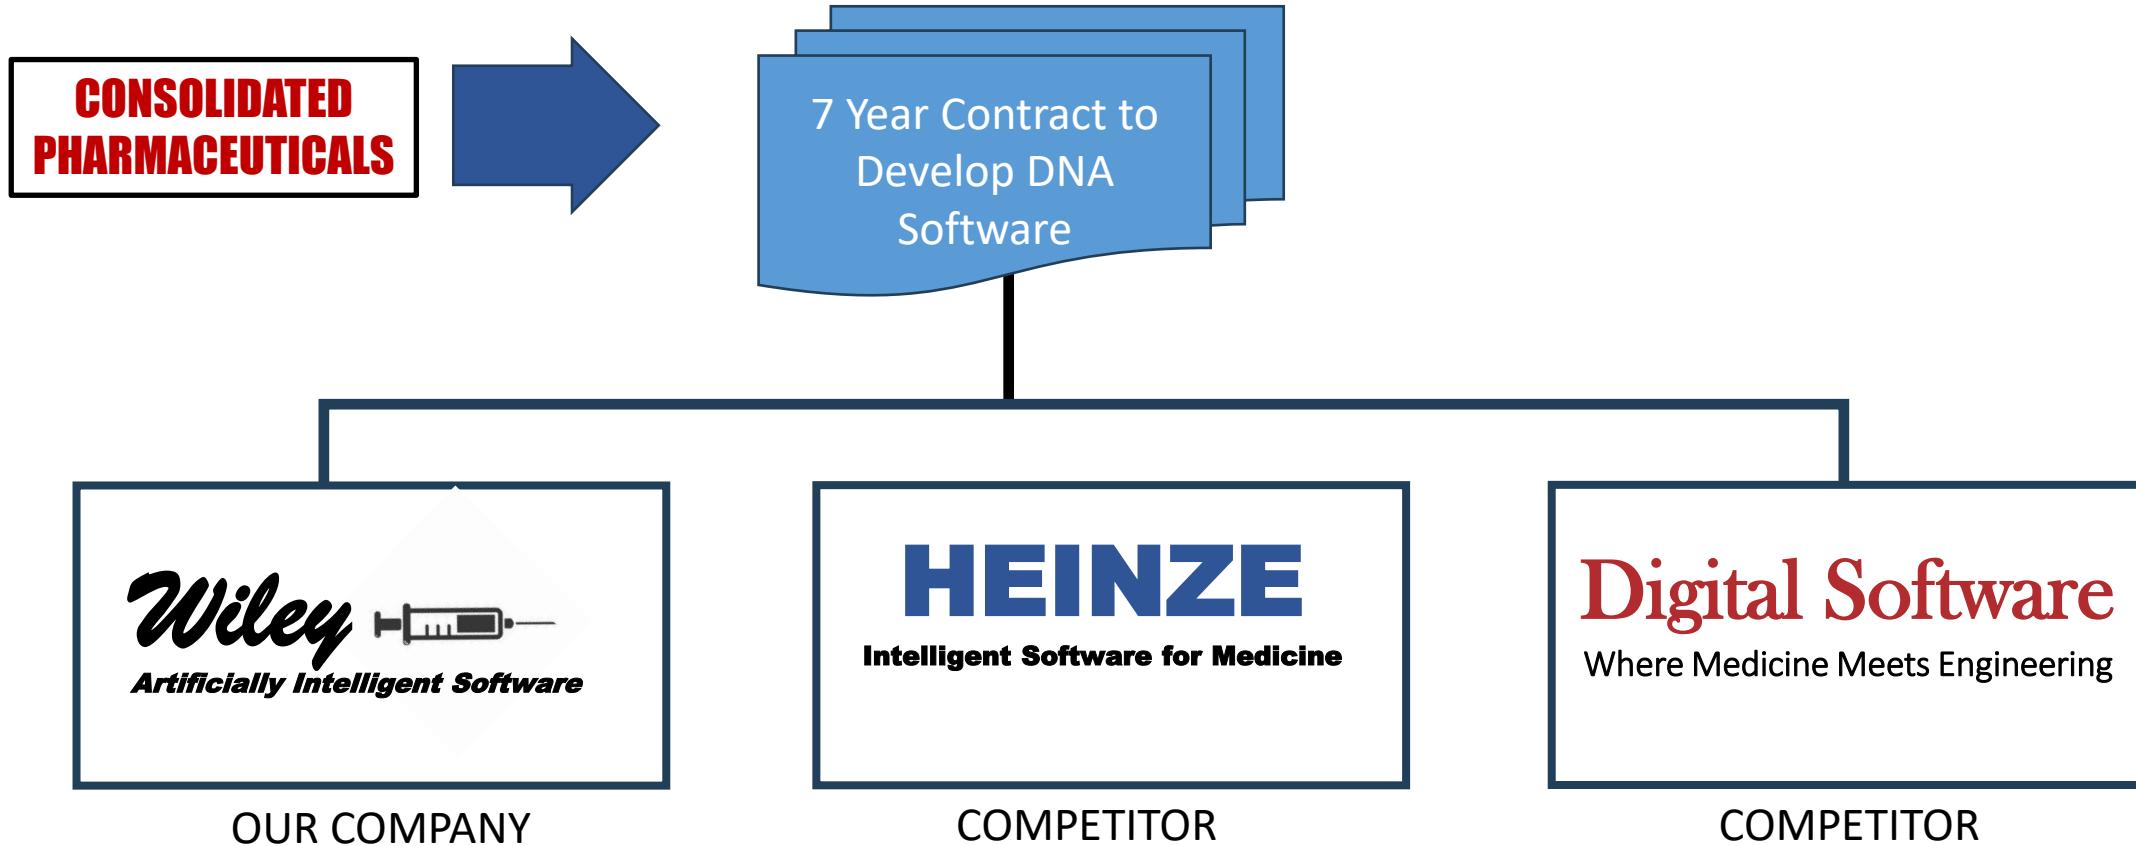 CONSOLIDATED
PHARMACEUTICALS
7 Year Contract to
Develop DNA
Software
Wiley
Artificially Intelligent Software
OUR COMPANY
HEINZE
Intelligent Software for Medicine
COMPETITOR
Digital Software
Where Medicine Meets Engineering
COMPETITOR